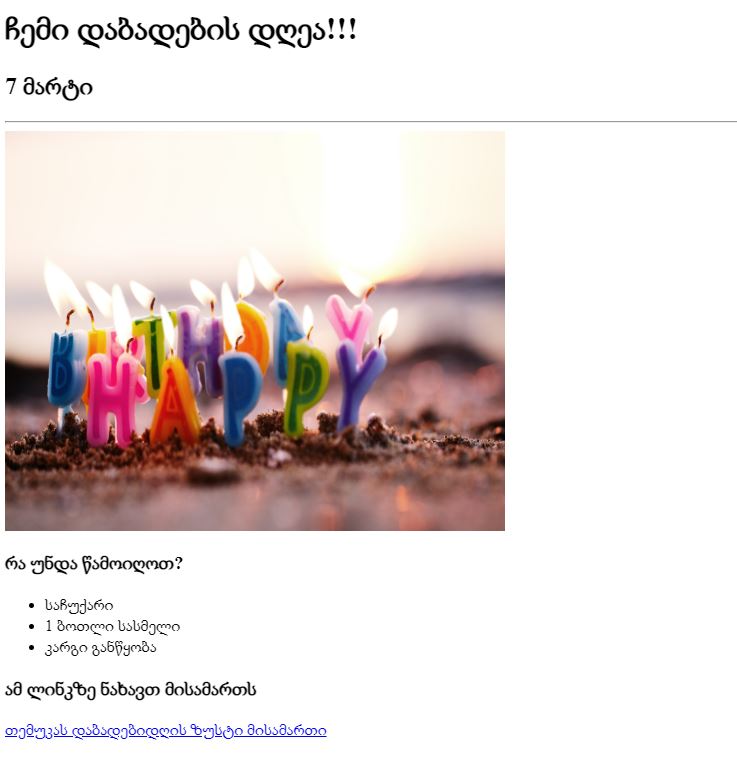 ჩემი დაბადების დღეა!!!
7 მარტი
BIRTHDAY
HAPPY
რა უნდა წამოიღოთ?
• საჩუქარი
• 1 ბოთლი სასმელი
• კარგი განწყობა
ამ ლინკზე ნახავთ მისამართს
თემუკას დაბადებიდღის ზუსტი მისამართი